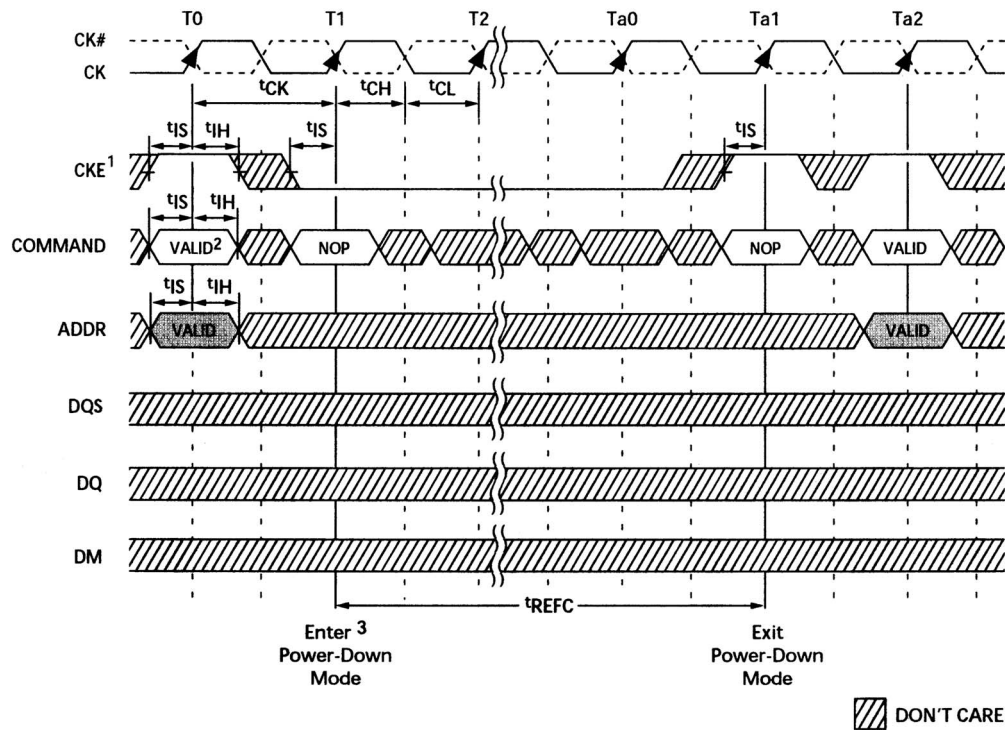 T0 T1 T2 Ta0 Ta1 Ta2
CK#
CK
tCK tCH tCL
tIS tIH tIS tIS
CKE1
tIS tIH
COMMAND VALID2 NOP NOP VALID
tIS tIH
ADDR VALID VALID
DQS
DQ
DM
tREFC
Enter 3 Exit
Power-Down Power-Down
Mode Mode
DON'T CARE